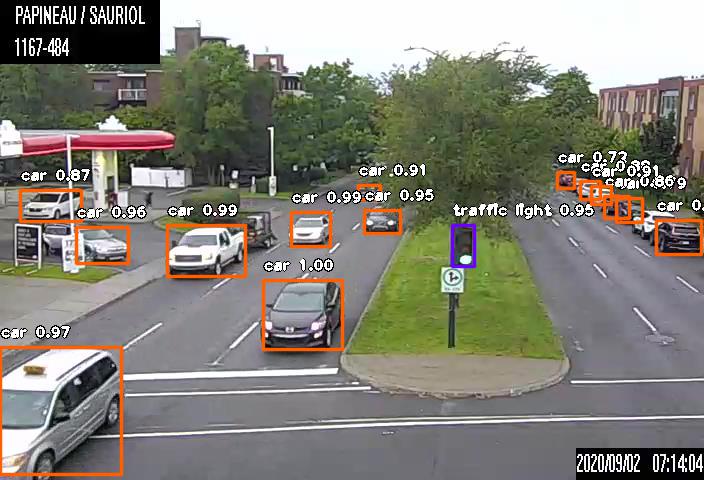 PAPINEAU / SAURIOL
1167-484
car 0.91
car 0.73
car 0.87
car 0.99
car 0.95
car 0.96
car 0.99
traffic light 0.95
car 1.00
car 0.97
2020/09/02 07:14:04